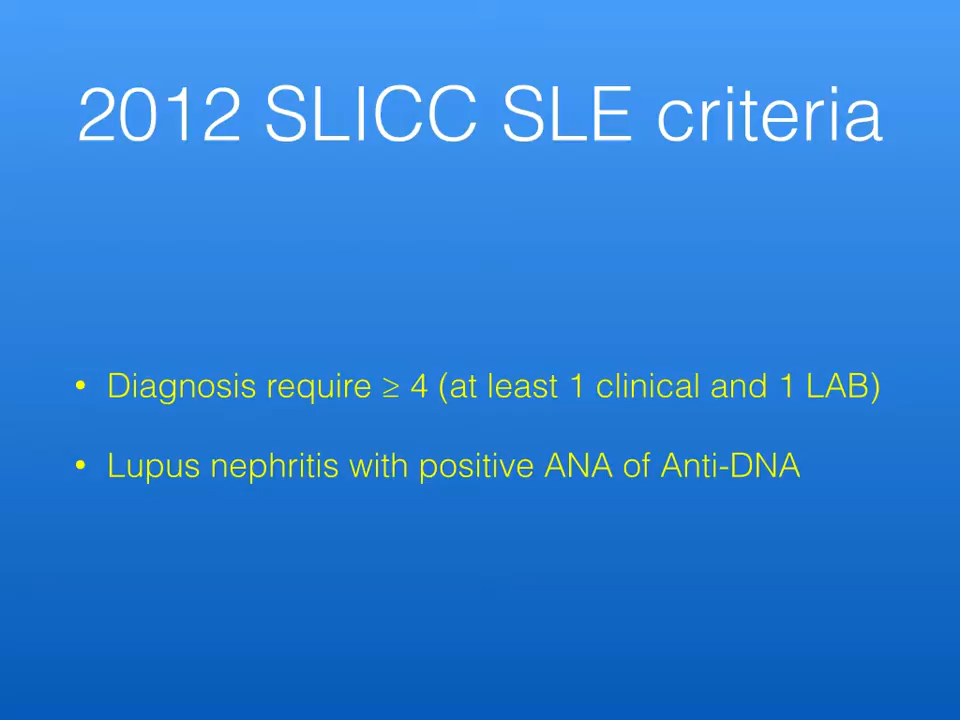 2012 SLICC SLE criteria
• Diagnosis require ≥ 4 (at least 1 clinical and 1 LAB)
• Lupus nephritis with positive ANA of Anti-DNA